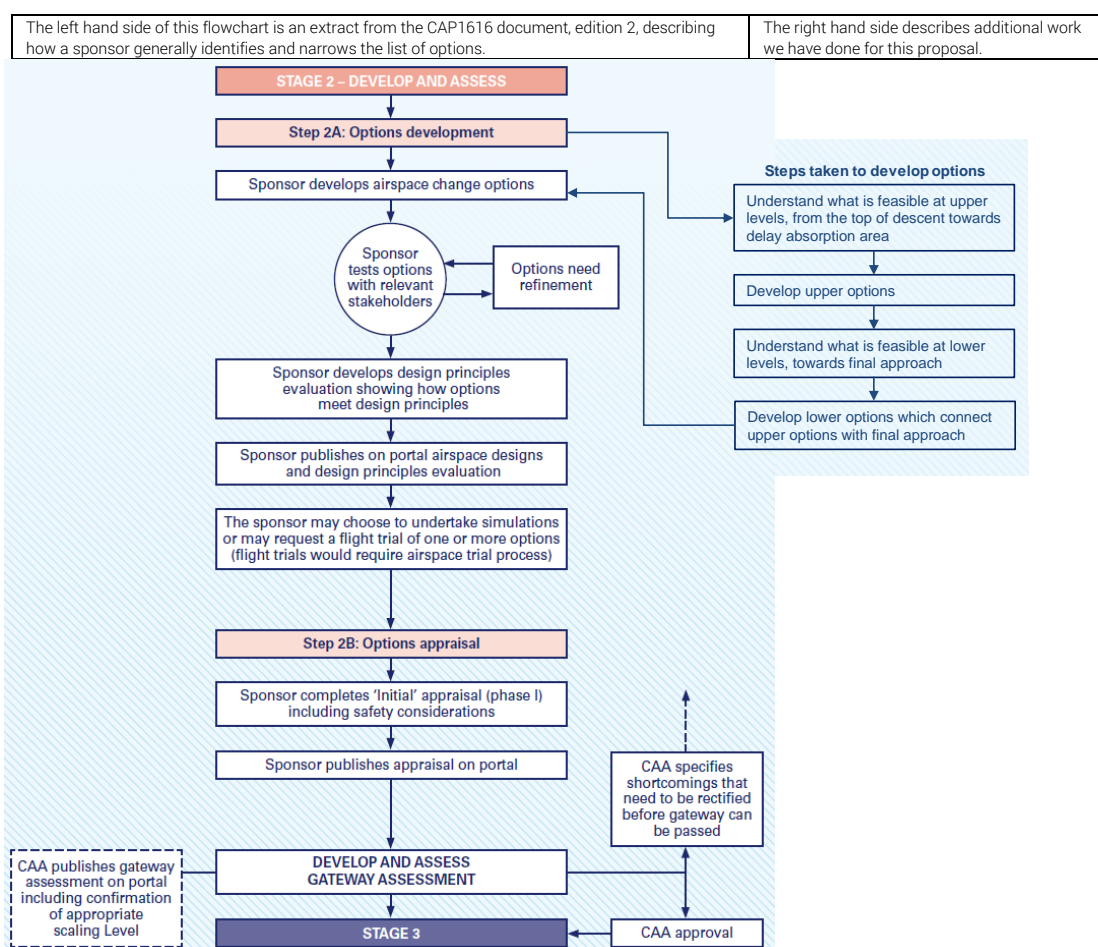 The left hand side of this flowchart is an extract from the CAP1616 document, edition 2, describing
how a sponsor generally identifies and narrows the list of options.
The right hand side describes additional work
we have done for this proposal.
STAGE 2 – DEVELOP AND ASSESS
Step 2A: Options development
Sponsor develops airspace change options
Sponsor
tests options
with relevant
stakeholders
Options need
refinement
Steps taken to develop options
Understand what is feasible at upper
levels, from the top of descent towards
delay absorption area
Develop upper options
Understand what is feasible at lower
levels, towards final approach
Develop lower options which connect
upper options with final approach
Sponsor develops design principles
evaluation showing how options
meet design principles
Sponsor publishes on portal airspace designs
and design principles evaluation
The sponsor may choose to undertake simulations
or may request a flight trial of one or more options
(flight trials would require airspace trial process)
Step 2B: Options appraisal
Sponsor completes ‘Initial’ appraisal (phase I)
including safety considerations
Sponsor publishes appraisal on portal
CAA specifies
shortcomings that
need to be rectified
before gateway can
be passed
CAA publishes gateway
assessment on portal
including confirmation
of appropriate
scaling Level
DEVELOP AND ASSESS
GATEWAY ASSESSMENT
STAGE 3
CAA approval